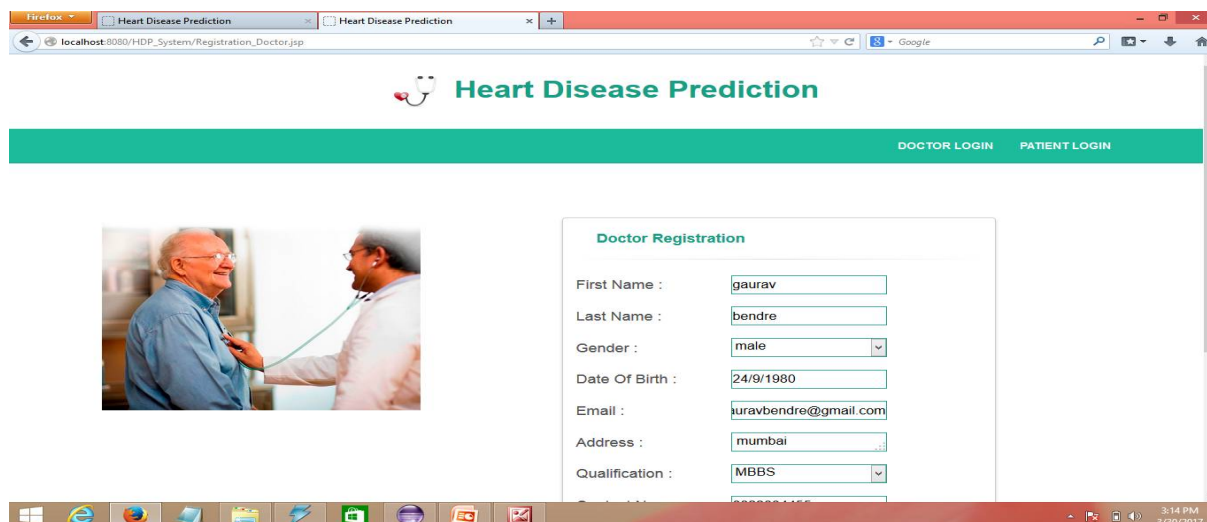 Firefox
Heart Disease Prediction
Heart Disease Prediction
localhost:8080/HDP_System/Registration_Doctor.jsp
8 - Google
Heart Disease Prediction
DOCTOR LOGIN PATIENT LOGIN
Doctor Registration
First Name : gaurav
Last Name : bendre
Gender : male
Date Of Birth : 24/9/1980
Email : auravbendre@gmail.com
Address : mumbai
Qualification : MBBS
3:14 PM